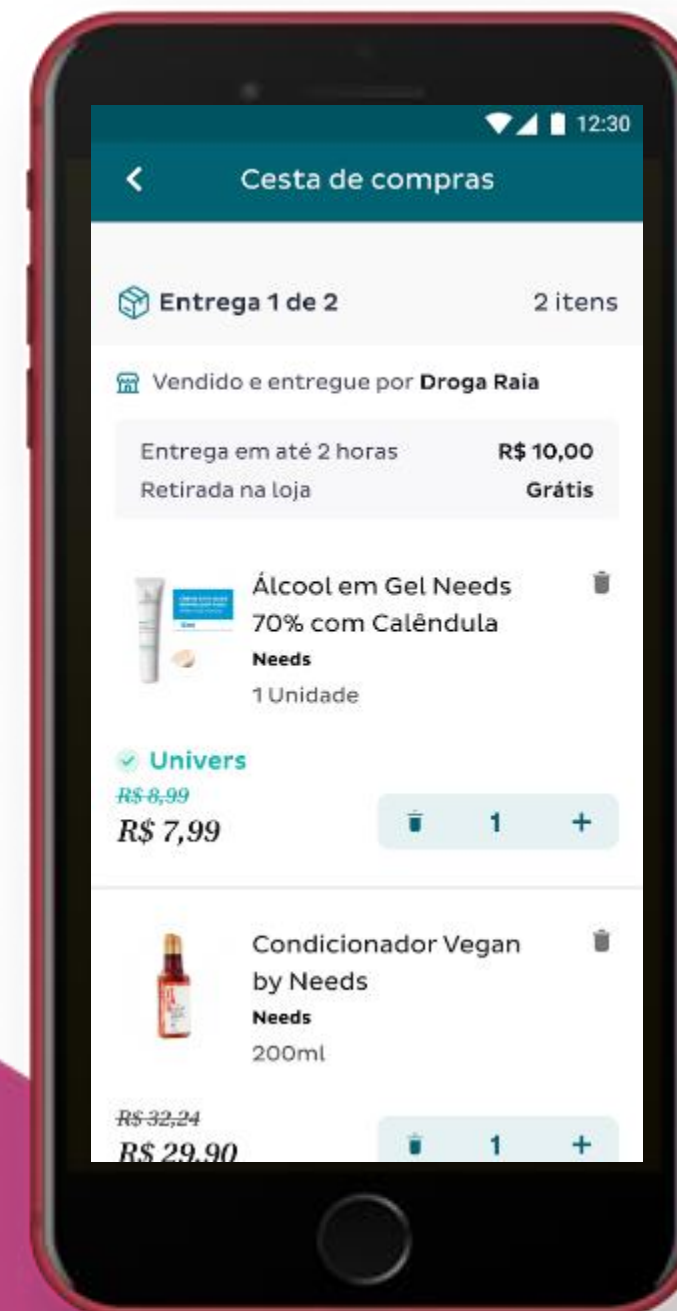 12:30
Cesta de compras
Entrega 1 de 2 2 itens
Vendido e entregue por Droga Raia
Entrega em até 2 horas R$ 10,00
Retirada na loja Grátis
Álcool em Gel Needs
70% com Calêndula
Needs
1 Unidade
Univers
R$ 8,99
R$ 7,99 1 +
Condicionador Vegan
by Needs
Needs
200ml
R$ 32,24
R$ 29,90 1 +